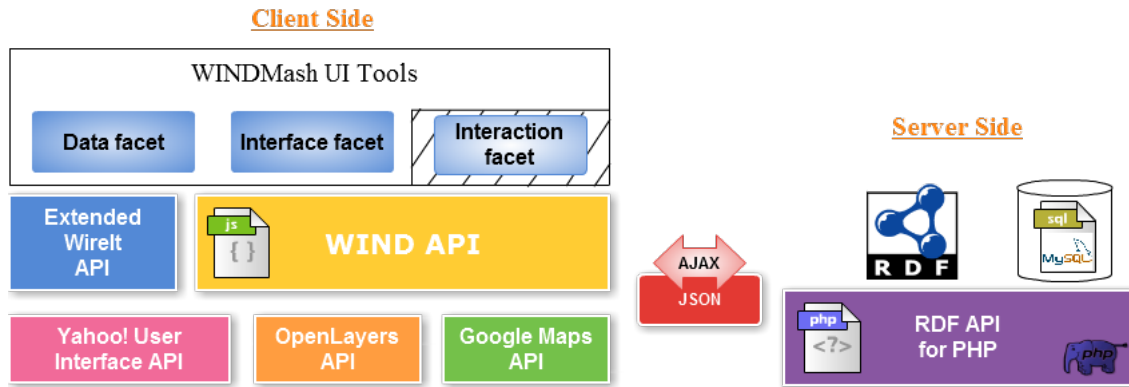 Client Side
WINDMash UI Tools
Data facet
Interface facet
Interaction
facet
Extended
WireIt
API
js
{ }
WIND API
Yahoo! User
Interface API
OpenLayers
API
Google Maps
API
AJAX
JSON
Server Side
RDF
sql
MySQL
php
<?>
RDF API
for PHP
php